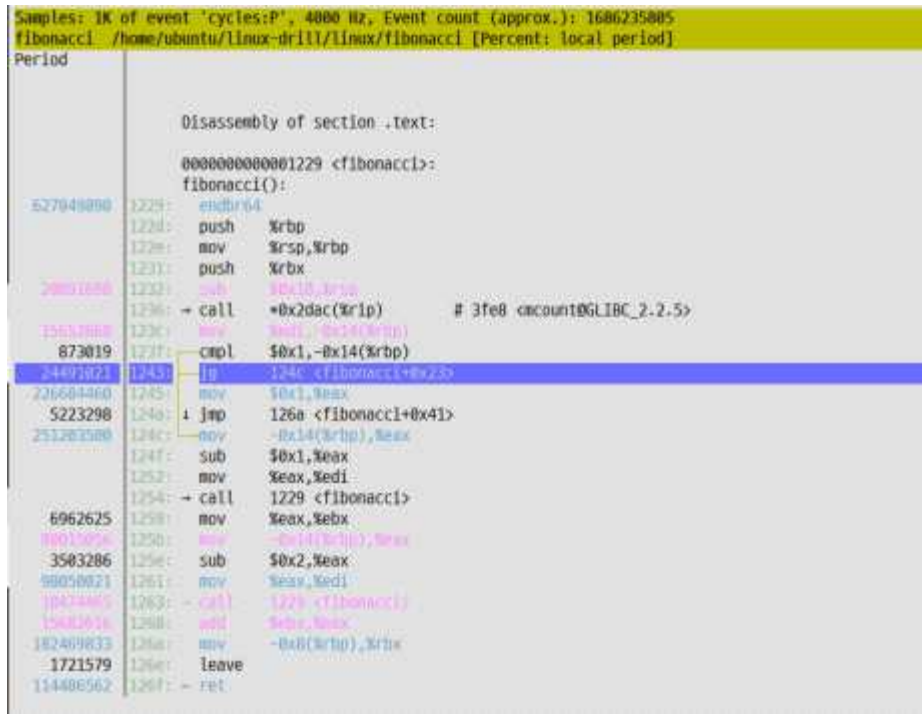 Samples: 1K of event 'cycles:P', 4000 Hz, Event count (approx.): 1686235805
fibonacci /home/ubuntu/linux-drill/linux/fibonacci [Percent: local period]
Period
Disassembly of section .text:
0000000000001229 <fibonacci>:
fibonacci():
627049090 1229: endbr64
122d: push %rbp
122e: mov %rsp,%rbp
1231: push %rbx
1232: sub $0x18,%rsp
1236: → call *0x2dac(%rip) # 3fe8 <mcount@GLIBC_2.2.5>
123c: mov %edi,-0x14(%rbp)
873019 123f: cmpl $0x1,-0x14(%rbp)
24491021 1243: jg 124c <fibonacci+0x23>
226604460 1245: mov $0x1,%eax
5223298 124a: ↓ jmp 126a <fibonacci+0x41>
251203500 124c: mov -0x14(%rbp),%eax
124f: sub $0x1,%eax
1252: mov %eax,%edi
1254: → call 1229 <fibonacci>
6962625 1259: mov %eax,%ebx
125b: mov -0x14(%rbp),%eax
3503286 125e: sub $0x2,%eax
98050021 1261: mov %eax,%edi
1263: → call 1229 <fibonacci>
1268: add %ebx,%eax
182469833 126a: mov -0x8(%rbp),%rbx
1721579 126e: leave
114486562 126f: ← ret